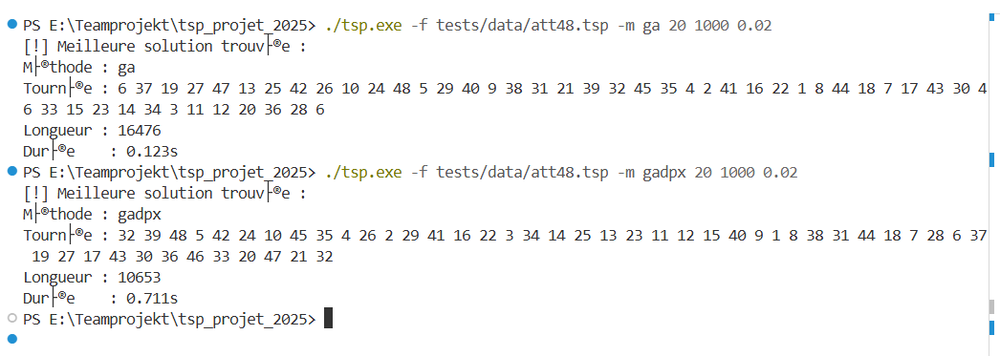 PS E:\Teamprojekt\tsp_projet_2025> ./tsp.exe -f tests/data/att48.tsp -m ga 20 1000 0.02
[!] Meilleure solution trouv├®e :
M├®thode : ga
Tourn├®e : 6 37 19 27 47 13 25 42 26 10 24 48 5 29 40 9 38 31 21 39 32 45 35 4 2 41 16 22 1 8 44 18 7 17 43 30 4
6 33 15 23 14 34 3 11 12 20 36 28 6
Longueur : 16476
Dur├®e    : 0.123s
PS E:\Teamprojekt\tsp_projet_2025> ./tsp.exe -f tests/data/att48.tsp -m gadpx 20 1000 0.02
[!] Meilleure solution trouv├®e :
M├®thode : gadpx
Tourn├®e : 32 39 48 5 42 24 10 45 35 4 26 2 29 41 16 22 3 34 14 25 13 23 11 12 15 40 9 1 8 38 31 44 18 7 28 6 37
 19 27 17 43 30 36 46 33 20 47 21 32
Longueur : 10653
Dur├®e    : 0.711s
PS E:\Teamprojekt\tsp_projet_2025>